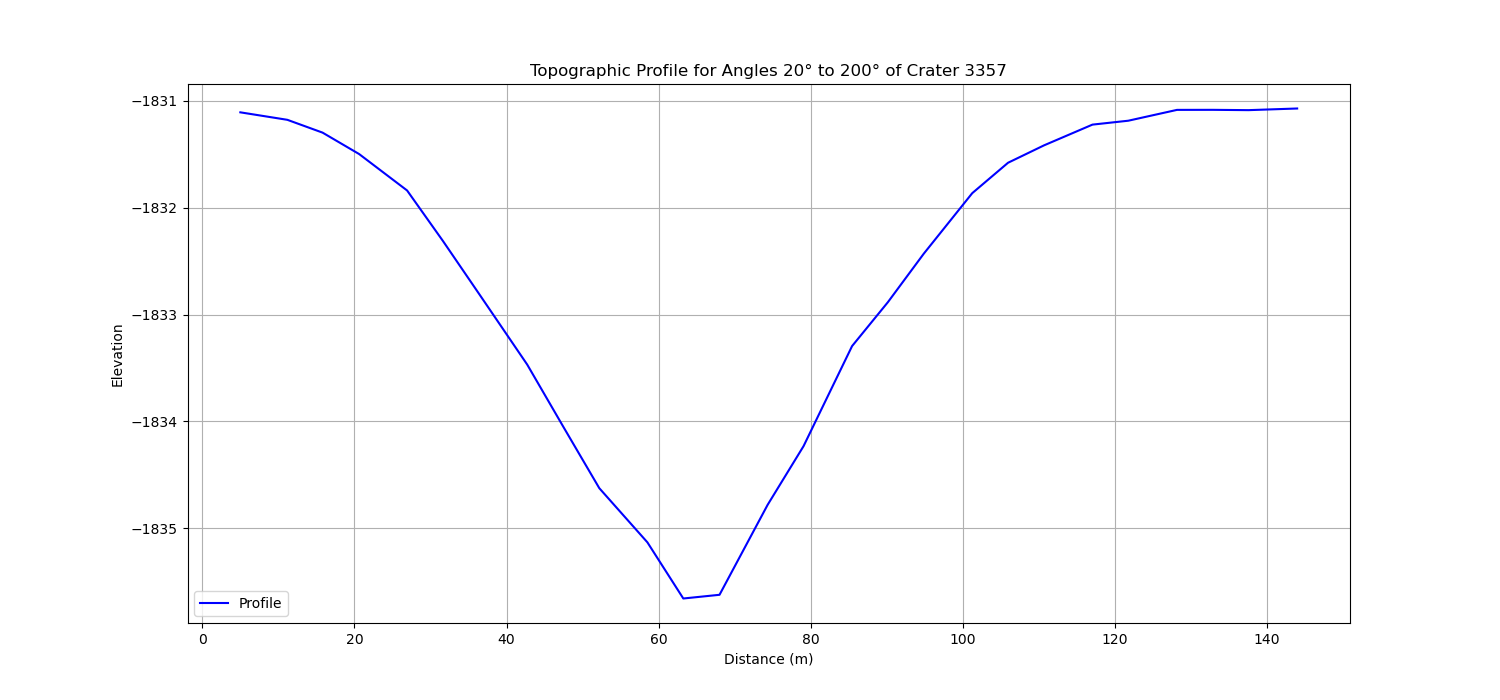 Topographic Profile for Angles 20° to 200° of Crater 3357
−1831
−1832
−1833
−1834
−1835
Elevation
Profile
0 20 40 60 80 100 120 140
Distance (m)